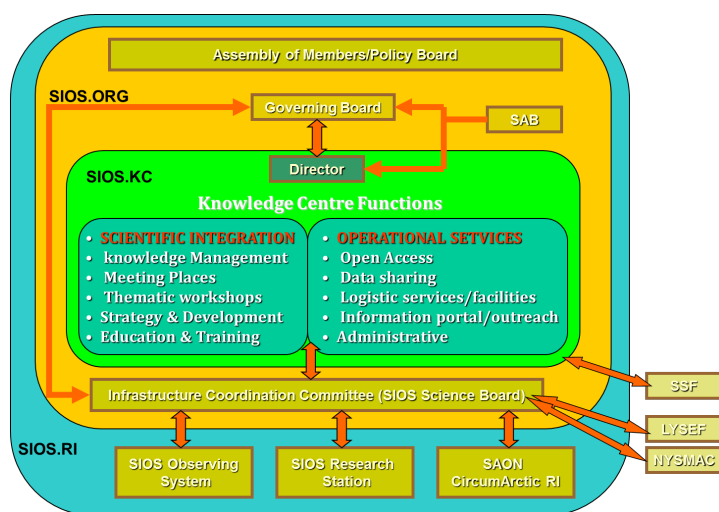 Assembly of Members/Policy Board
SIOS.ORG
Governing Board
SAB
Director
SIOS.KC
Knowledge Centre Functions
• SCIENTIFIC INTEGRATION
• knowledge Management
• Meeting Places
• Thematic workshops
• Strategy & Development
• Education & Training
• OPERATIONAL SETVICES
• Open Access
• Data sharing
• Logistic services/facilities
• Information portal/outreach
• Administrative
SSF
Infrastructure Coordination Committee (SIOS Science Board)
LYSEF
SIOS.RI
NYSMAC
SIOS Observing
System
SIOS Research
Station
SAON
CircumArctic RI